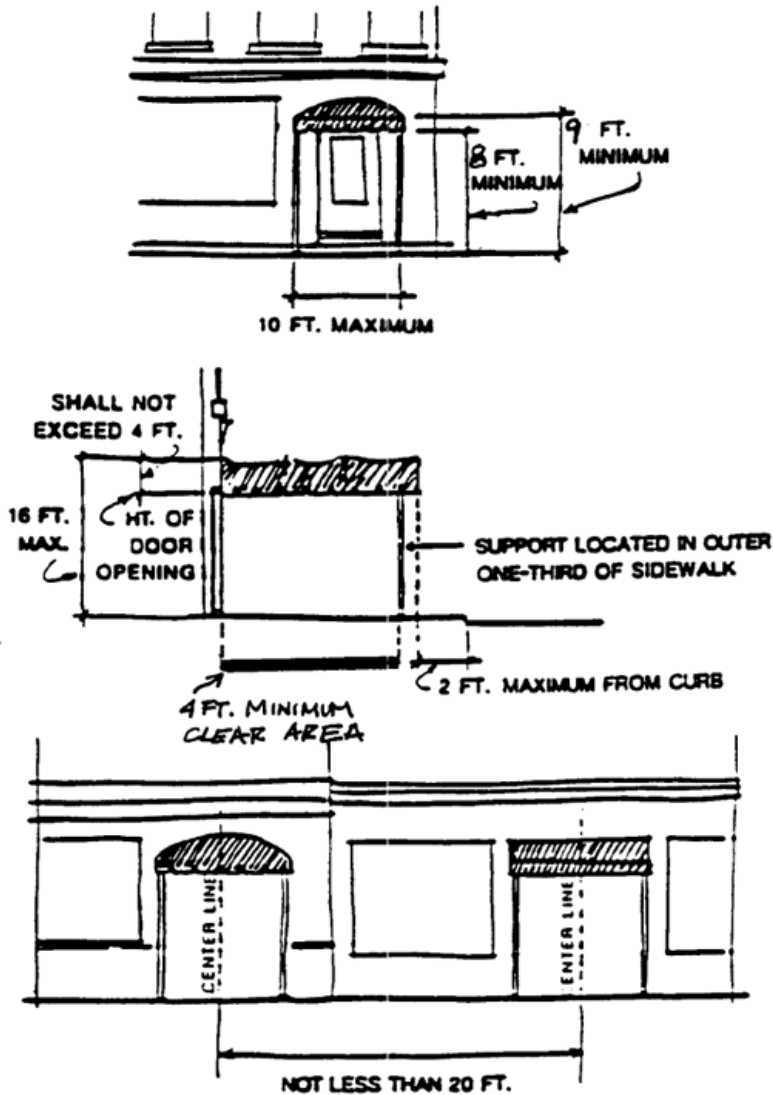 9 FT.
MINIMUM
8 FT.
MINIMUM
10 FT. MAXIMUM
SHALL NOT
EXCEED 4 FT.
16 FT.
MAX.
HT. OF
DOOR
OPENING
SUPPORT LOCATED IN OUTER
ONE-THIRD OF SIDEWALK
2 FT. MAXIMUM FROM CURB
4 FT. MINIMUM
CLEAR AREA
CENTER LINE
ENTER LINE
NOT LESS THAN 20 FT.